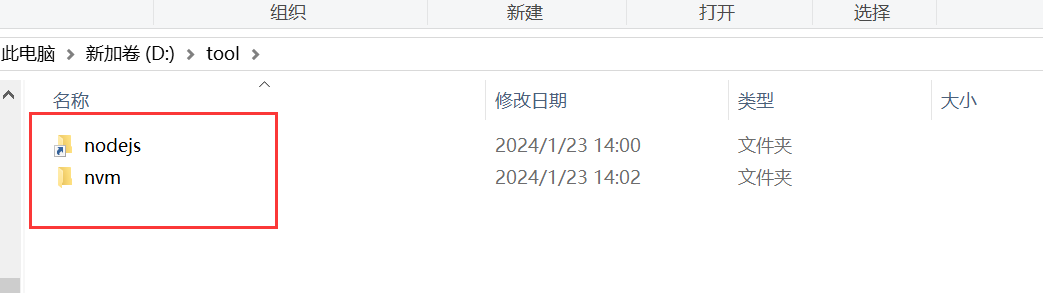 组织 新建 打开 选择
此电脑 新加卷 (D:) tool
名称 修改日期 类型 大小
nodejs 2024/1/23 14:00 文件夹
nvm 2024/1/23 14:02 文件夹